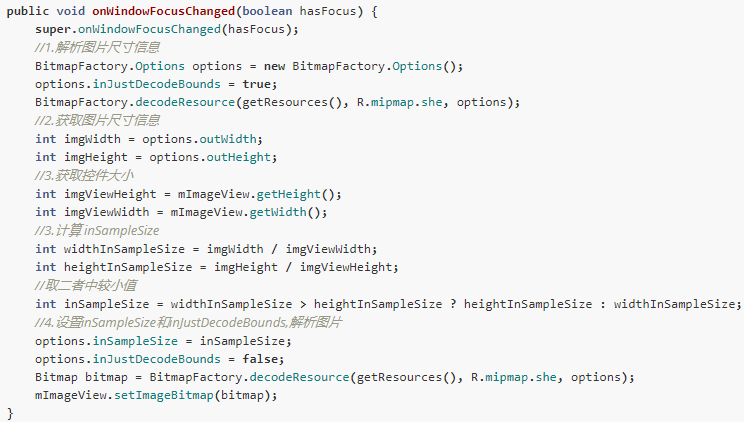 public void onWindowFocusChanged(boolean hasFocus) {
    super.onWindowFocusChanged(hasFocus);
    //1.解析图片尺寸信息
    BitmapFactory.Options options = new BitmapFactory.Options();
    options.inJustDecodeBounds = true;
    BitmapFactory.decodeResource(getResources(), R.mipmap.she, options);
    //2.获取图片尺寸信息
    int imgWidth = options.outWidth;
    int imgHeight = options.outHeight;
    //3.获取控件大小
    int imgViewHeight = mImageView.getHeight();
    int imgViewWidth = mImageView.getWidth();
    //3.计算 inSampleSize
    int widthInSampleSize = imgWidth / imgViewWidth;
    int heightInSampleSize = imgHeight / imgViewHeight;
    //取二者中较小值
    int inSampleSize = widthInSampleSize > heightInSampleSize ? heightInSampleSize : widthInSampleSize;
    //4.设置inSampleSize和inJustDecodeBounds,解析图片
    options.inSampleSize = inSampleSize;
    options.inJustDecodeBounds = false;
    Bitmap bitmap = BitmapFactory.decodeResource(getResources(), R.mipmap.she, options);
    mImageView.setImageBitmap(bitmap);
}